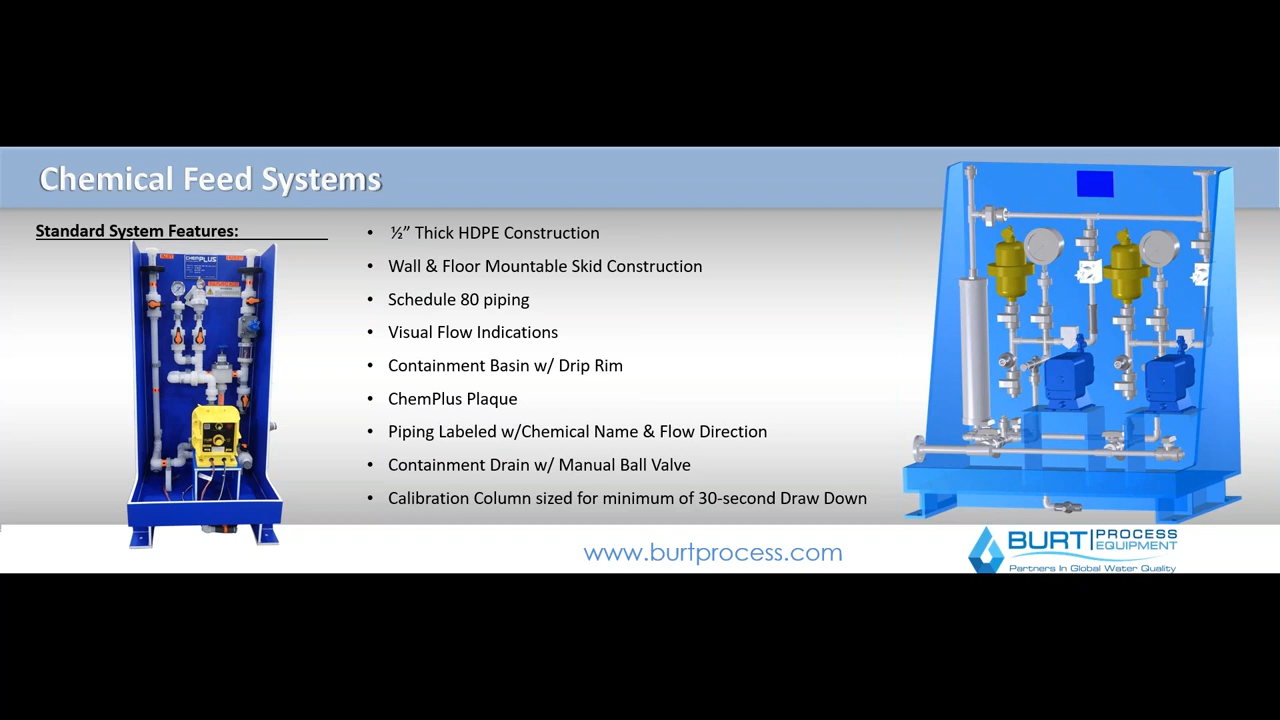 Chemical Feed Systems
Standard System Features:
• ½” Thick HDPE Construction
• Wall & Floor Mountable Skid Construction
• Schedule 80 piping
• Visual Flow Indications
• Containment Basin w/ Drip Rim
• ChemPlus Plaque
• Piping Labeled w/Chemical Name & Flow Direction
• Containment Drain w/ Manual Ball Valve
• Calibration Column sized for minimum of 30-second Draw Down
CHEMPLUS
www.burtprocess.com
BURT PROCESS
EQUIPMENT
Partners In Global Water Quality